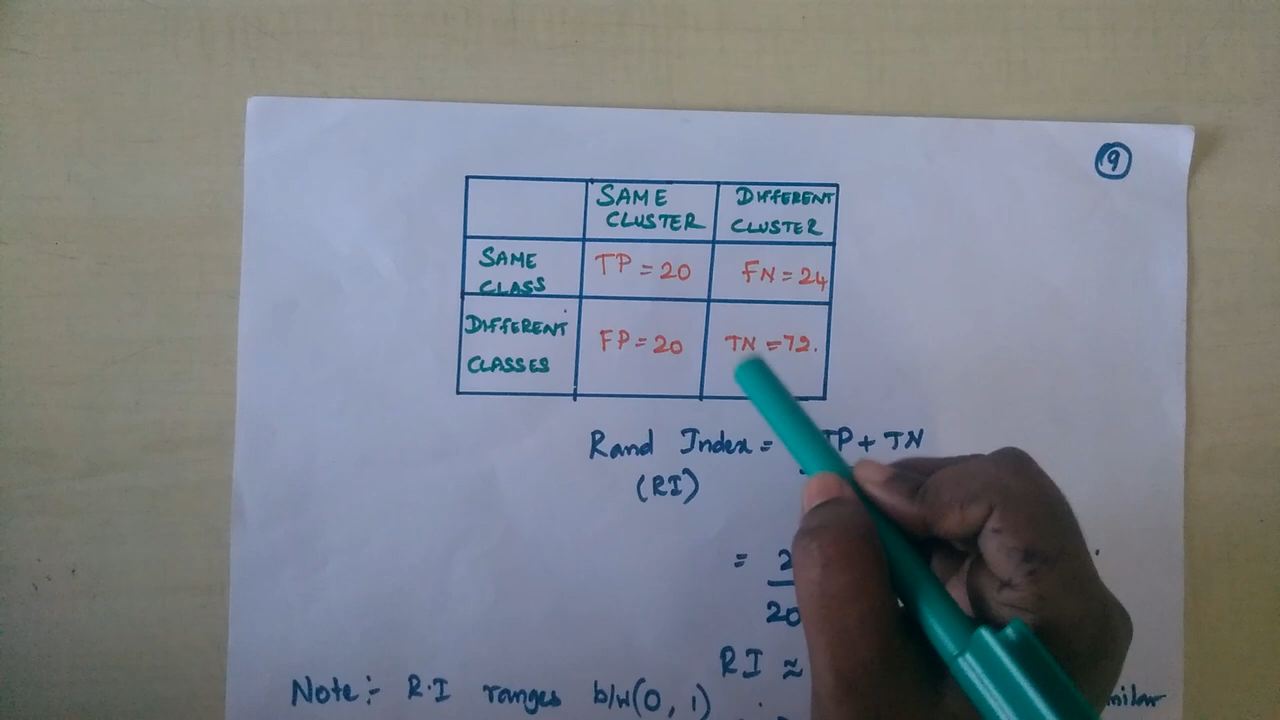 9
SAME CLUSTER
DIFFERENT CLUSTER
SAME CLASS
TP = 20
FN = 24
DIFFERENT CLASSES
FP = 20
TN = 72.
Rand Index = TP + TN
(RI)
= 2
20
RI ≈
Note:- R.I ranges b/w (0, 1)